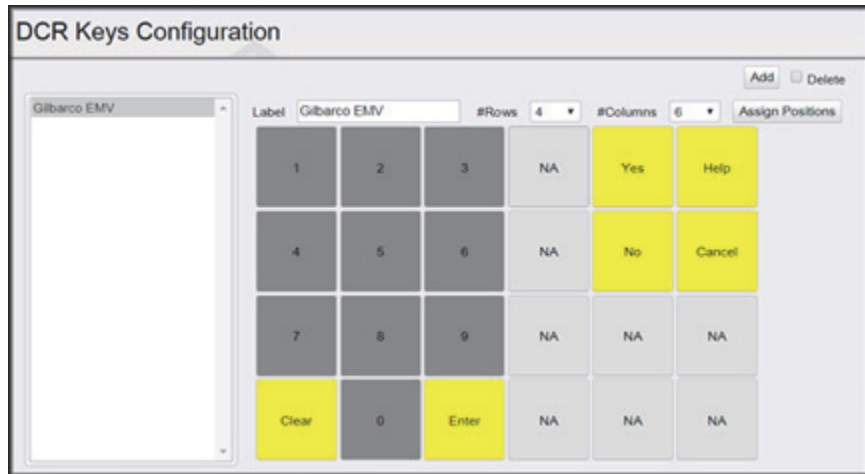 DCR Keys Configuration
Add Delete
Gilbarco EMV
Label Gilbarco EMV #Rows 4 #Columns 6 Assign Positions
1 2 3 NA Yes Help
4 5 6 NA No Cancel
7 8 9 NA NA NA
Clear 0 Enter NA NA NA